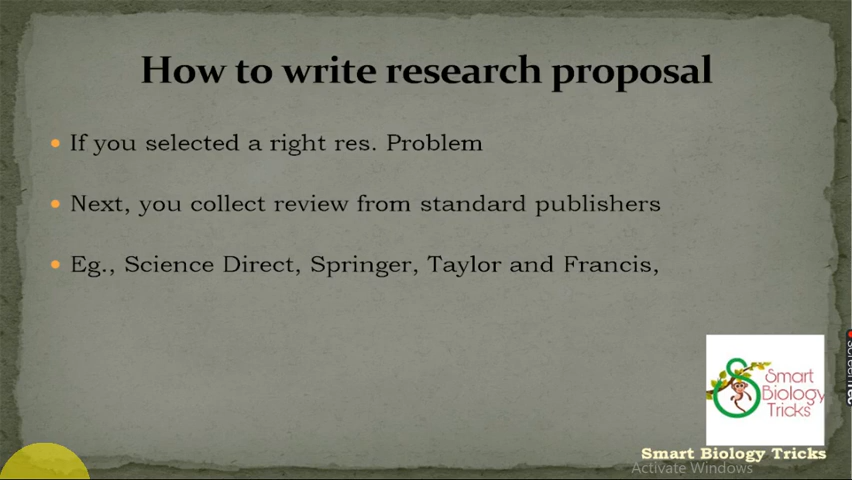 How to write research proposal
If you selected a right res. Problem
Next, you collect review from standard publishers
Eg., Science Direct, Springer, Taylor and Francis,
Smart
Biology
Tricks
Smart Biology Tricks
Activate Windows